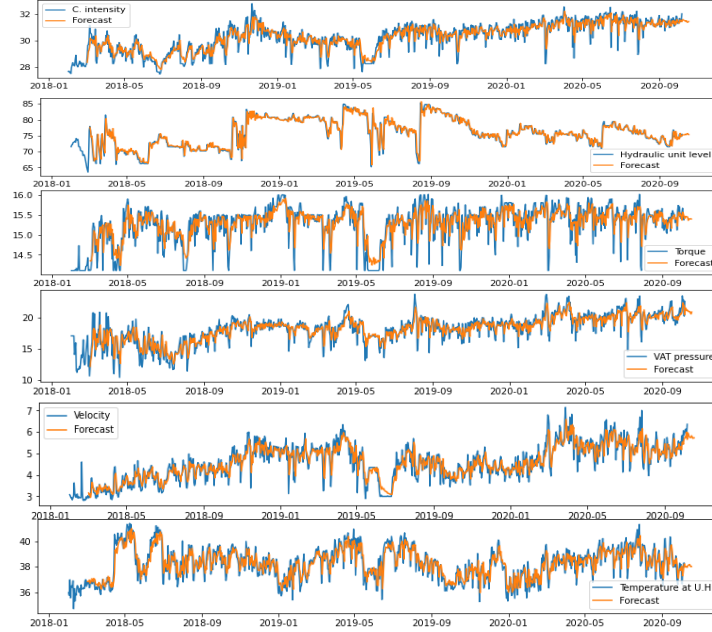 C. intensity
Forecast
32
30
28
2018-01 2018-05 2018-09 2019-01 2019-05 2019-09 2020-01 2020-05 2020-09
85
80
75
70
65
Hydraulic unit level
Forecast
2018-01 2018-05 2018-09 2019-01 2019-05 2019-09 2020-01 2020-05 2020-09
16.0
15.5
15.0
14.5
Torque
Forecast
2018-01 2018-05 2018-09 2019-01 2019-05 2019-09 2020-01 2020-05 2020-09
20
15
10
VAT pressure
Forecast
2018-01 2018-05 2018-09 2019-01 2019-05 2019-09 2020-01 2020-05 2020-09
Velocity
Forecast
7
6
5
4
3
2018-01 2018-05 2018-09 2019-01 2019-05 2019-09 2020-01 2020-05 2020-09
40
38
36
Temperature at U.H
Forecast
2018-01 2018-05 2018-09 2019-01 2019-05 2019-09 2020-01 2020-05 2020-09